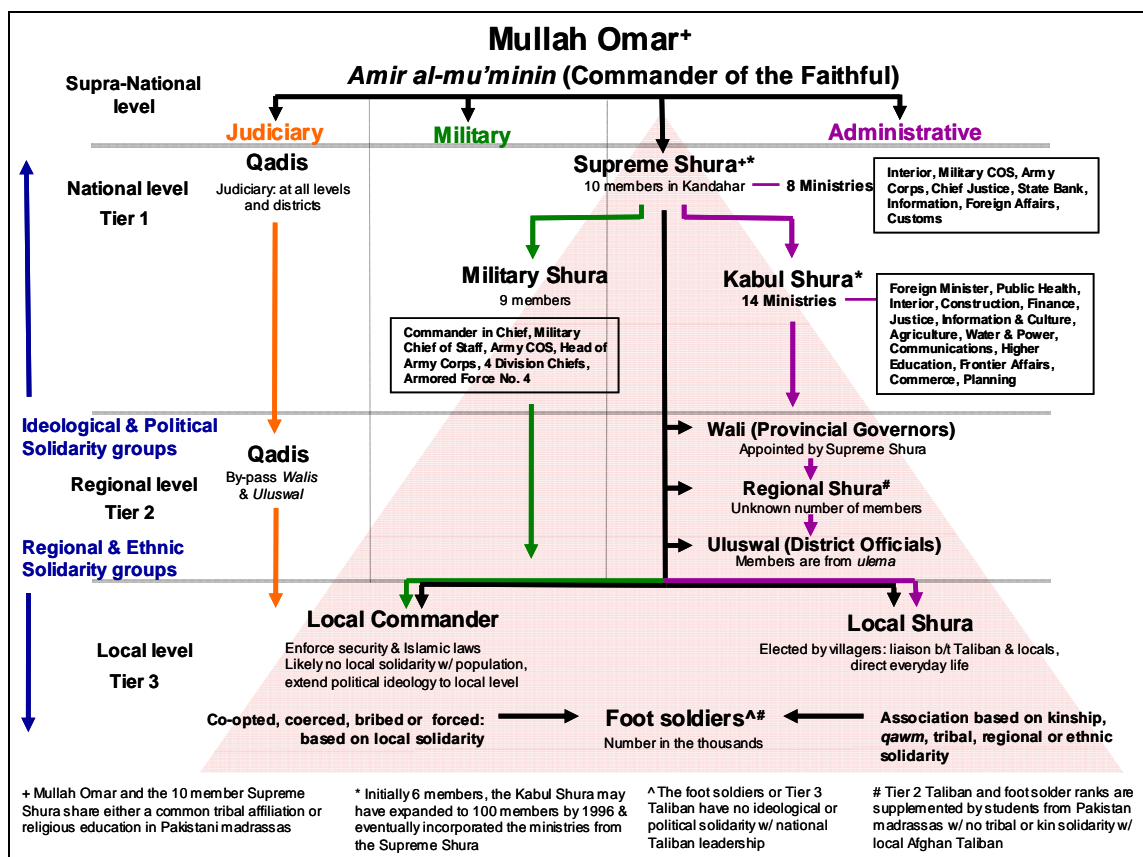 Mullah Omar+
Amir al-mu’minin (Commander of the Faithful)
Supra-National
level
Judiciary
Military
Administrative
National level
Tier 1
Qadis
Judiciary: at all levels
and districts
Supreme Shura+*
10 members in Kandahar
8 Ministries
Interior, Military COS, Army
Corps, Chief Justice, State Bank,
Information, Foreign Affairs,
Customs
Military Shura
9 members
Commander in Chief, Military
Chief of Staff, Army COS, Head of
Army Corps, 4 Division Chiefs,
Armored Force No. 4
Kabul Shura*
14 Ministries
Foreign Minister, Public Health,
Interior, Construction, Finance,
Justice, Information & Culture,
Agriculture, Water & Power,
Communications, Higher
Education, Frontier Affairs,
Commerce, Planning
Ideological & Political
Solidarity groups
Regional level
Tier 2
Regional & Ethnic
Solidarity groups
Qadis
By-pass Walis
& Uluswal
Wali (Provincial Governors)
Appointed by Supreme Shura
Regional Shura#
Unknown number of members
Uluswal (District Officials)
Members are from ulema
Local level
Tier 3
Local Commander
Enforce security & Islamic laws
Likely no local solidarity w/ population,
extend political ideology to local level
Local Shura
Elected by villagers: liaison b/t Taliban & locals,
direct everyday life
Co-opted, coerced, bribed or forced:
based on local solidarity
Foot soldiers^#
Number in the thousands
Association based on kinship,
qawm, tribal, regional or ethnic
solidarity
+ Mullah Omar and the 10 member Supreme
Shura share either a common tribal affiliation or
religious education in Pakistani madrassas
* Initially 6 members, the Kabul Shura may
have expanded to 100 members by 1996 &
eventually incorporated the ministries from
the Supreme Shura
^ The foot soldiers or Tier 3
Taliban have no ideological or
political solidarity w/ national
Taliban leadership
# Tier 2 Taliban and foot solder ranks are
supplemented by students from Pakistan
madrassas w/ no tribal or kin solidarity w/
local Afghan Taliban